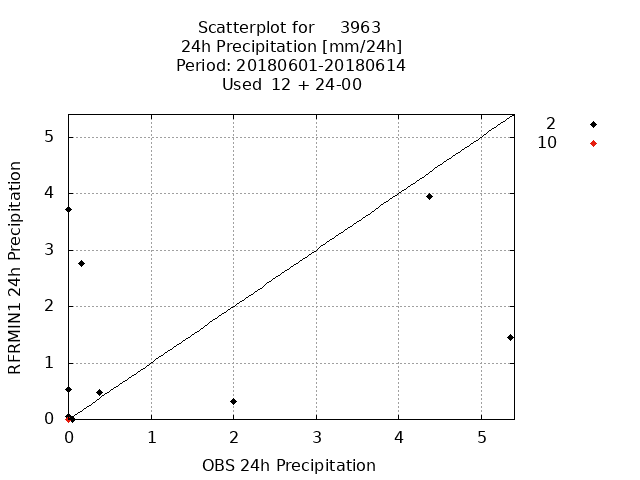 Scatterplot for 3963
24h Precipitation [mm/24h]
Period: 20180601-20180614
Used 12 + 24-00
2
10
RFRMIN1 24h Precipitation
5
4
3
2
1
0
0 1 2 3 4 5
OBS 24h Precipitation